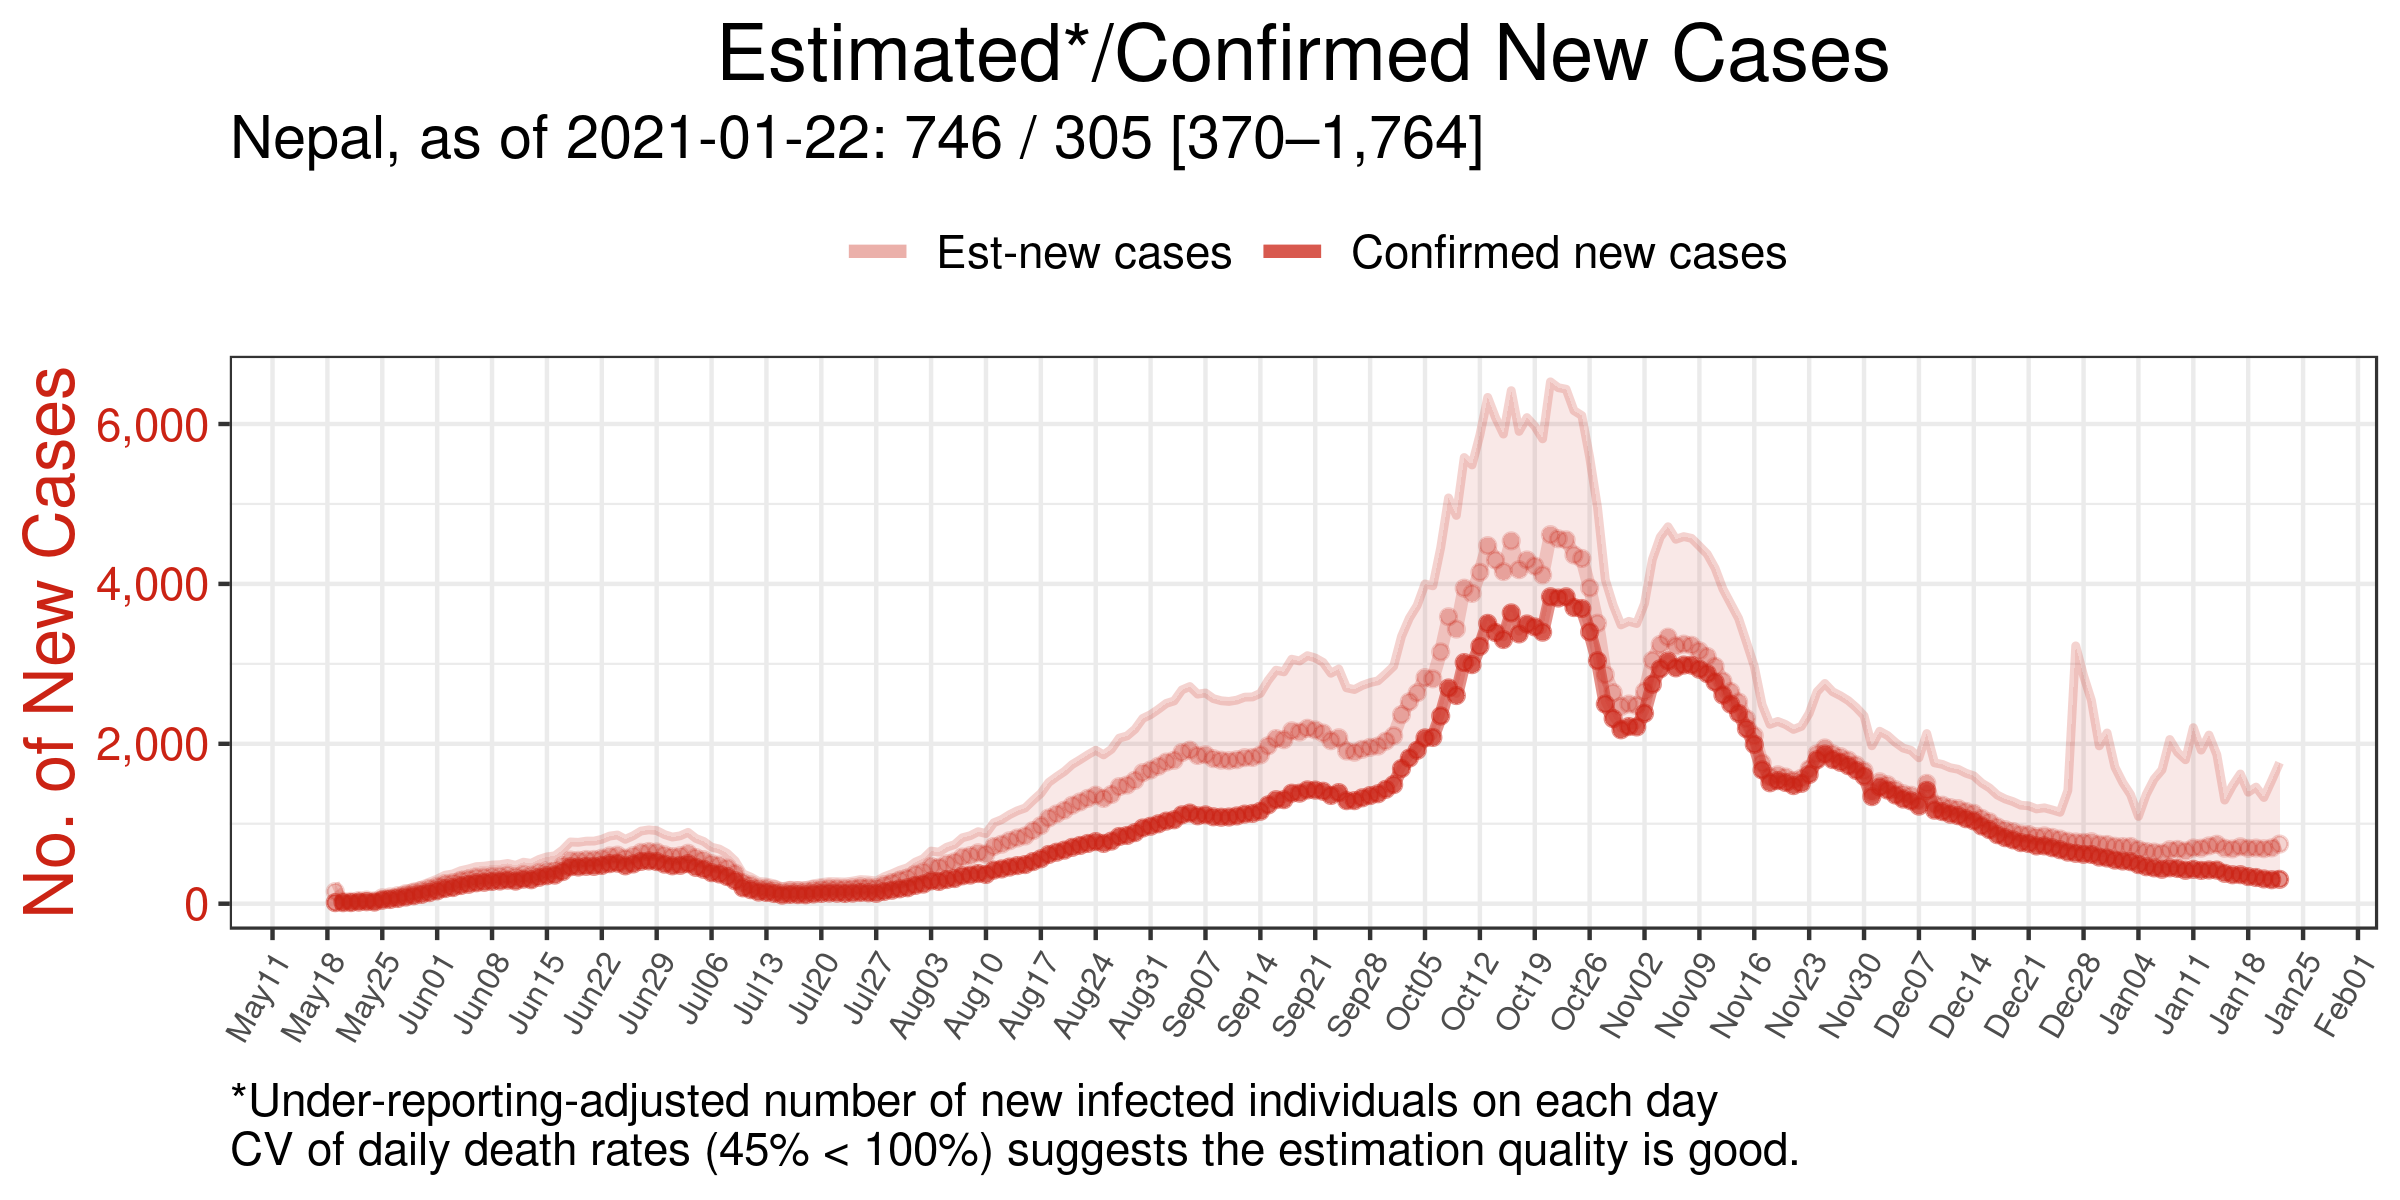 Estimated*/Confirmed New Cases
Nepal, as of 2021-01-22: 746 / 305 [370–1,764]
Est-new cases Confirmed new cases
No. of New Cases
6,000
4,000
2,000
0
May11 May18 May25 Jun01 Jun08 Jun15 Jun22 Jun29 Jul06 Jul13 Jul20 Jul27 Aug03 Aug10 Aug17 Aug24 Aug31 Sep07 Sep14 Sep21 Sep28 Oct05 Oct12 Oct19 Oct26 Nov02 Nov09 Nov16 Nov23 Nov30 Dec07 Dec14 Dec21 Dec28 Jan04 Jan11 Jan18 Jan25 Feb01
*Under-reporting-adjusted number of new infected individuals on each day
CV of daily death rates (45% < 100%) suggests the estimation quality is good.